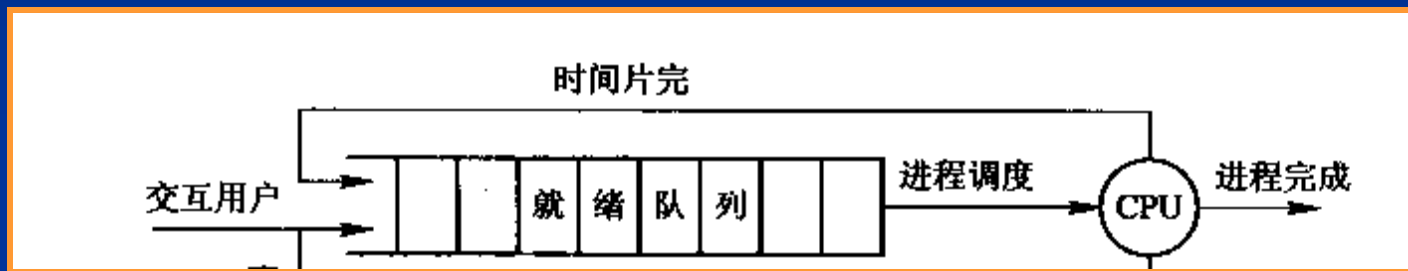 时间片完
交互用户
就绪队列
进程调度
CPU
进程完成